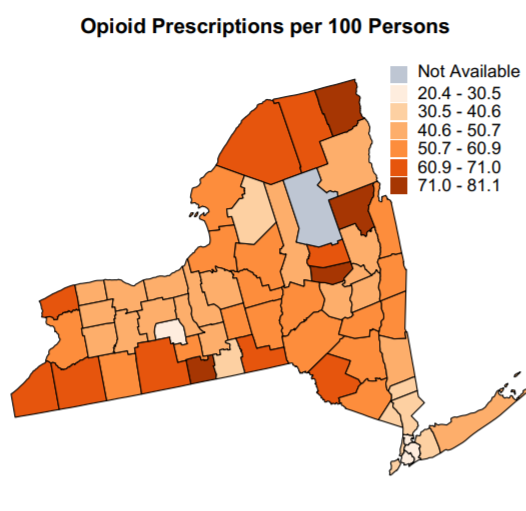 Opioid Prescriptions per 100 Persons
Not Available
20.4 - 30.5
30.5 - 40.6
40.6 - 50.7
50.7 - 60.9
60.9 - 71.0
71.0 - 81.1